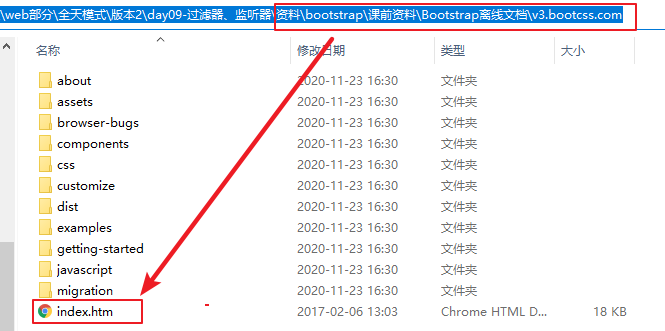 \web部分\全天模式\版本2\day09-过滤器、监听器\资料\bootstrap\课前资料\Bootstrap离线文档\v3.bootcss.com
名称 修改日期 类型 大小
about 2020-11-23 16:30 文件夹
assets 2020-11-23 16:30 文件夹
browser-bugs 2020-11-23 16:30 文件夹
components 2020-11-23 16:30 文件夹
css 2020-11-23 16:30 文件夹
customize 2020-11-23 16:30 文件夹
dist 2020-11-23 16:30 文件夹
examples 2020-11-23 16:30 文件夹
getting-started 2020-11-23 16:30 文件夹
javascript 2020-11-23 16:30 文件夹
migration 2020-11-23 16:30 文件夹
index.htm 2017-02-06 13:03 Chrome HTML D... 18 KB